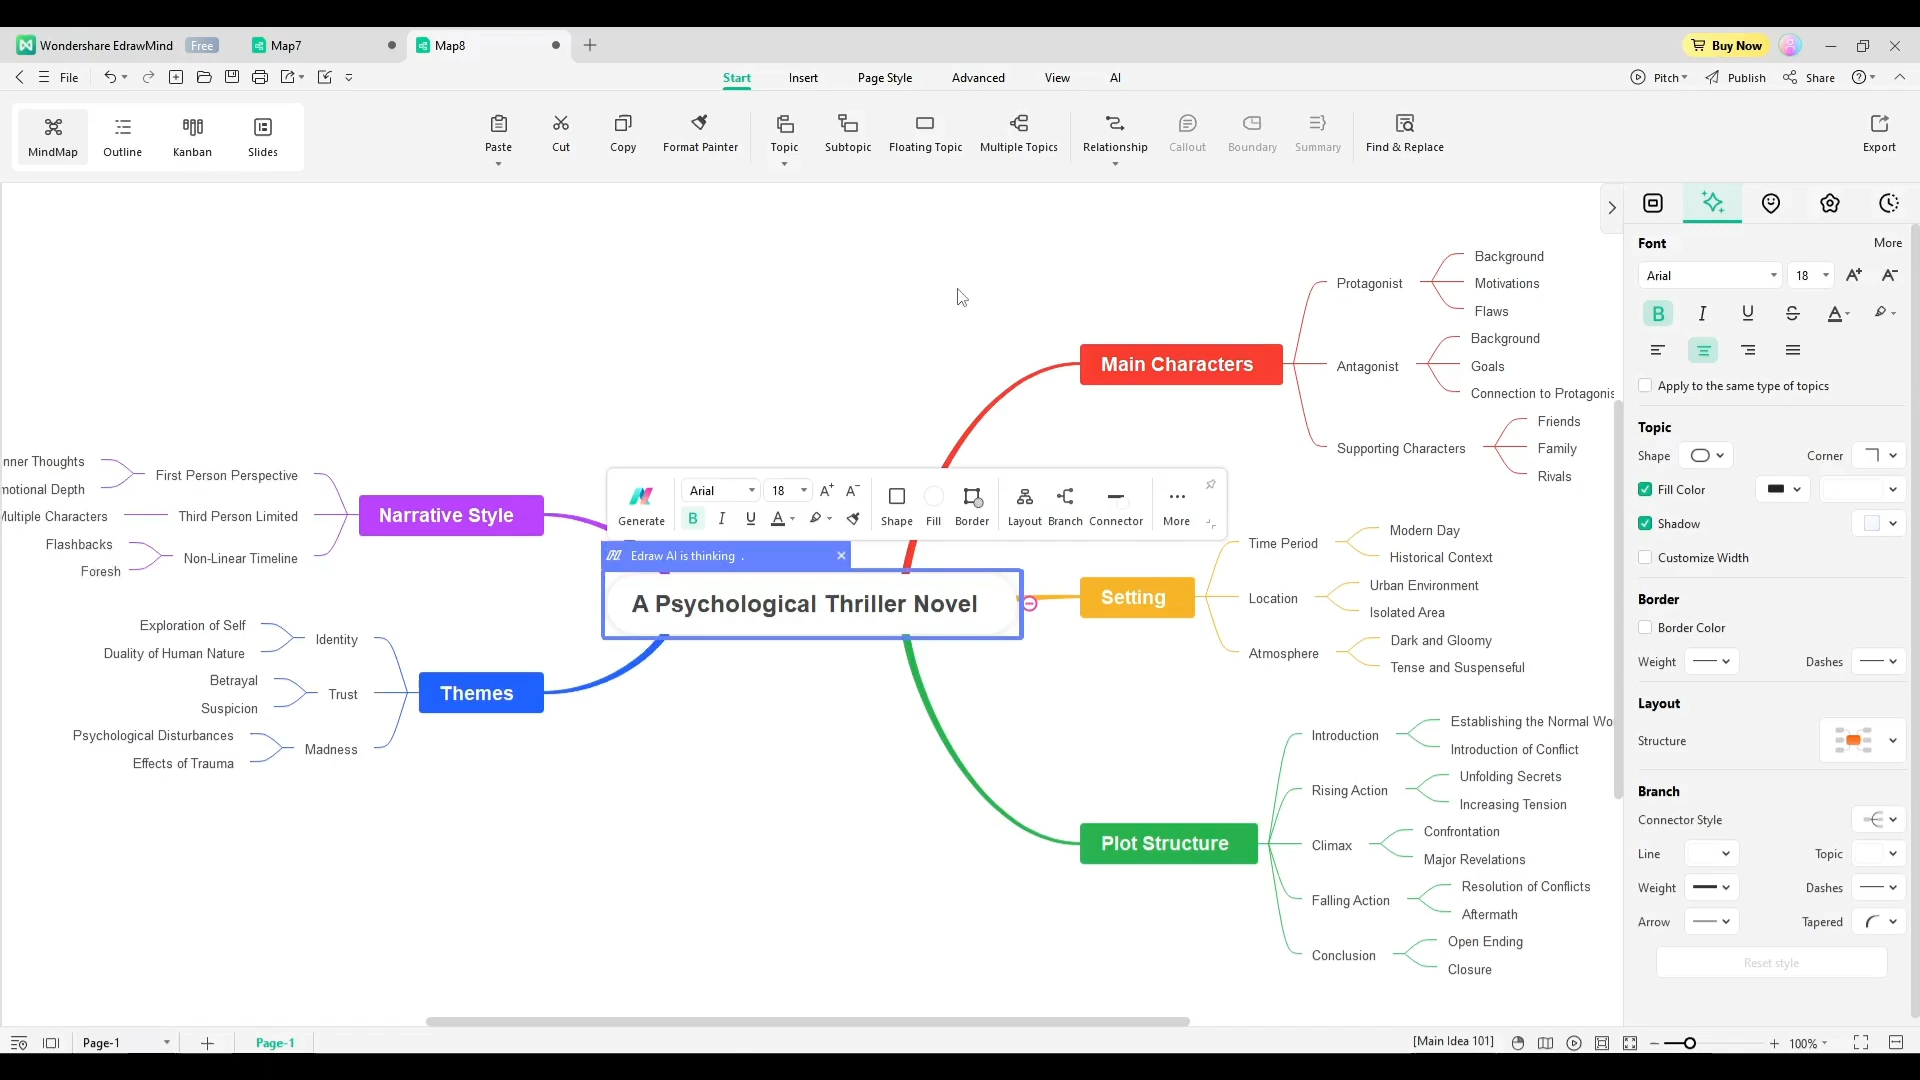 Wondershare EdrawMind Free Map7 Map8
Buy Now
File
Start Insert Page Style Advanced View AI
Pitch Publish Share
MindMap Outline Kanban Slides
Paste Cut Copy Format Painter Topic Subtopic Floating Topic Multiple Topics Relationship Callout Boundary Summary Find & Replace Export
Main Characters
Protagonist
Background
Motivations
Flaws
Antagonist
Background
Goals
Connection to Protagonis
Supporting Characters
Friends
Family
Rivals
Narrative Style
First Person Perspective
nner Thoughts
motional Depth
Third Person Limited
Multiple Characters
Non-Linear Timeline
Flashbacks
Foresh
Generate
Arial 18
B I U A
Shape Fill Border Layout Branch Connector More
Edraw AI is thinking .
A Psychological Thriller Novel
Setting
Time Period
Modern Day
Historical Context
Location
Urban Environment
Isolated Area
Atmosphere
Dark and Gloomy
Tense and Suspenseful
Themes
Identity
Exploration of Self
Duality of Human Nature
Trust
Betrayal
Suspicion
Madness
Psychological Disturbances
Effects of Trauma
Plot Structure
Introduction
Establishing the Normal Wo
Introduction of Conflict
Rising Action
Unfolding Secrets
Increasing Tension
Climax
Confrontation
Major Revelations
Falling Action
Resolution of Conflicts
Aftermath
Conclusion
Open Ending
Closure
Font More
Arial 18 A+ A-
B I U S A
Apply to the same type of topics
Topic
Shape Corner
Fill Color
Shadow
Customize Width
Border
Border Color
Weight Dashes
Layout
Structure
Branch
Connector Style
Line Topic
Weight Dashes
Arrow Tapered
Reset style
Page-1 Page-1
[Main Idea 101] 100%